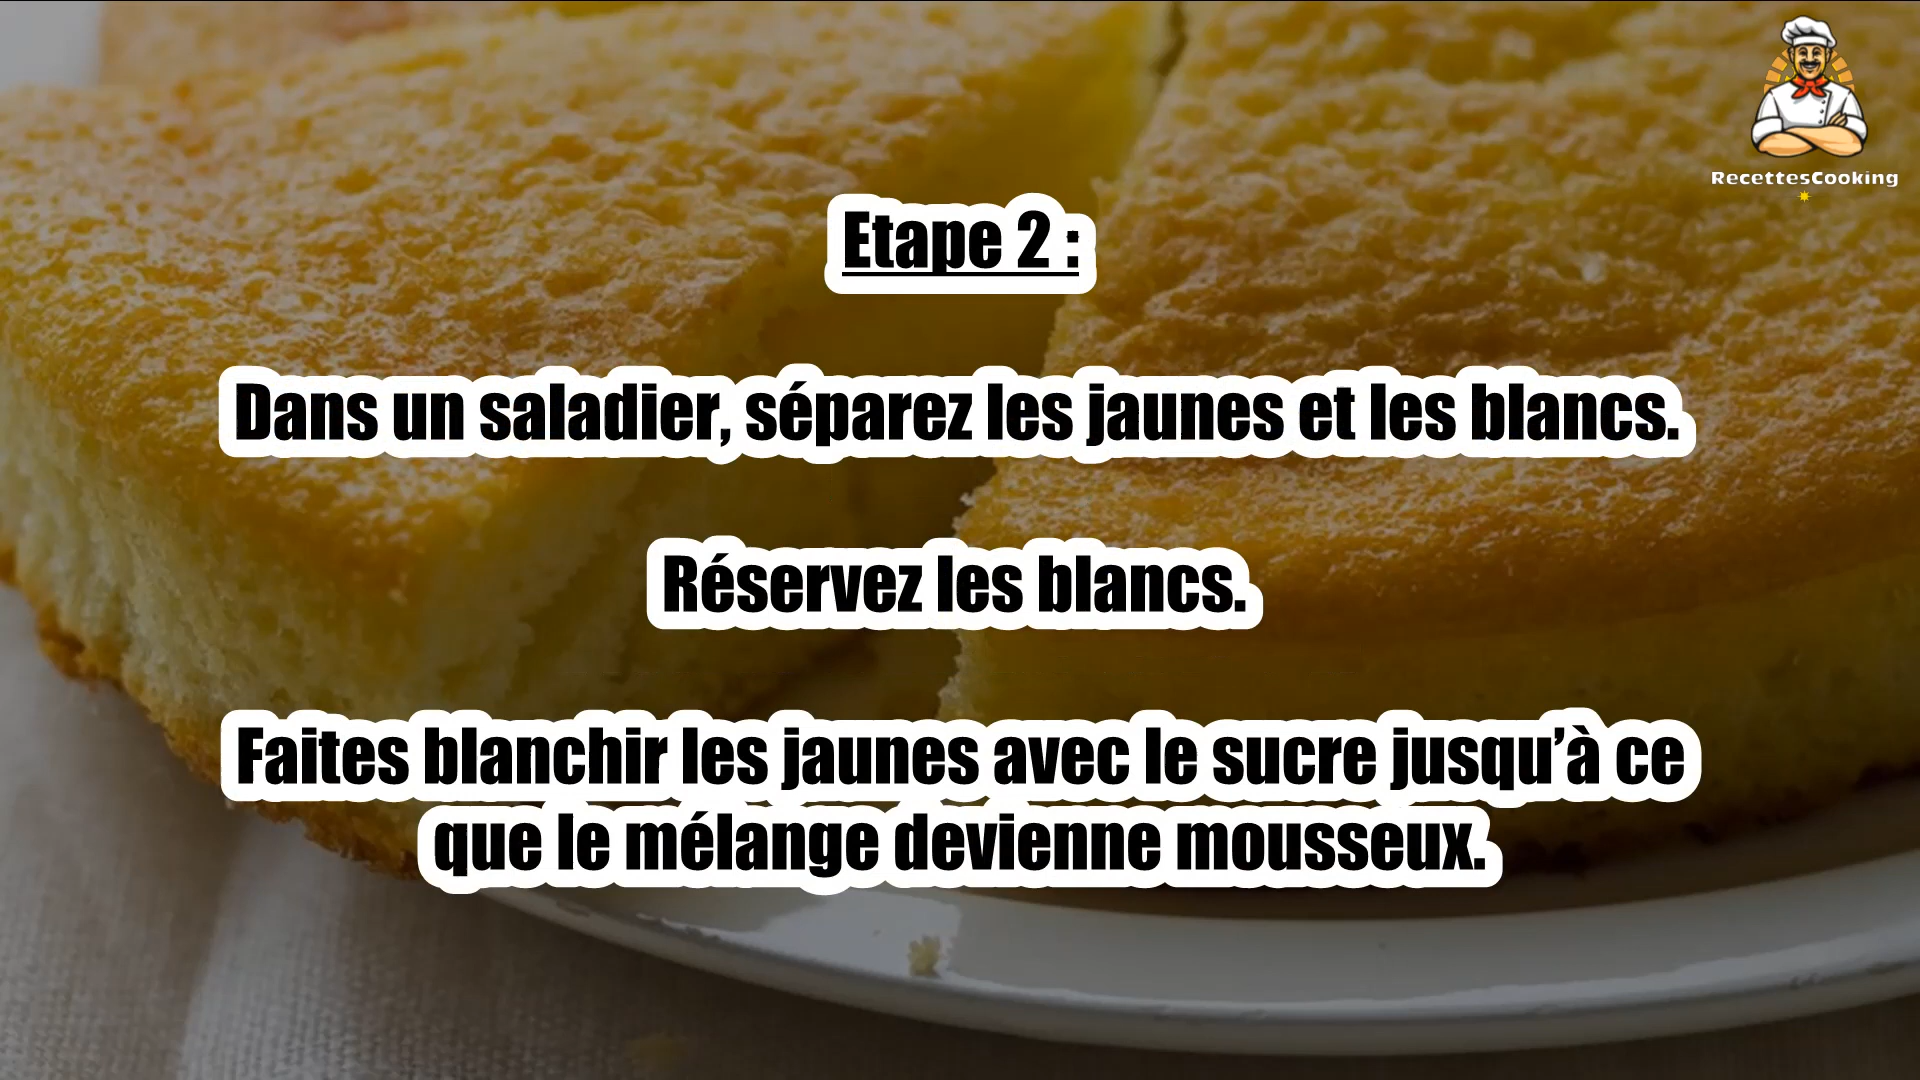 RecettesCooking
Etape 2 :
Dans un saladier, séparez les jaunes et les blancs.
Réservez les blancs.
Faites blanchir les jaunes avec le sucre jusqu’à ce
que le mélange devienne mousseux.